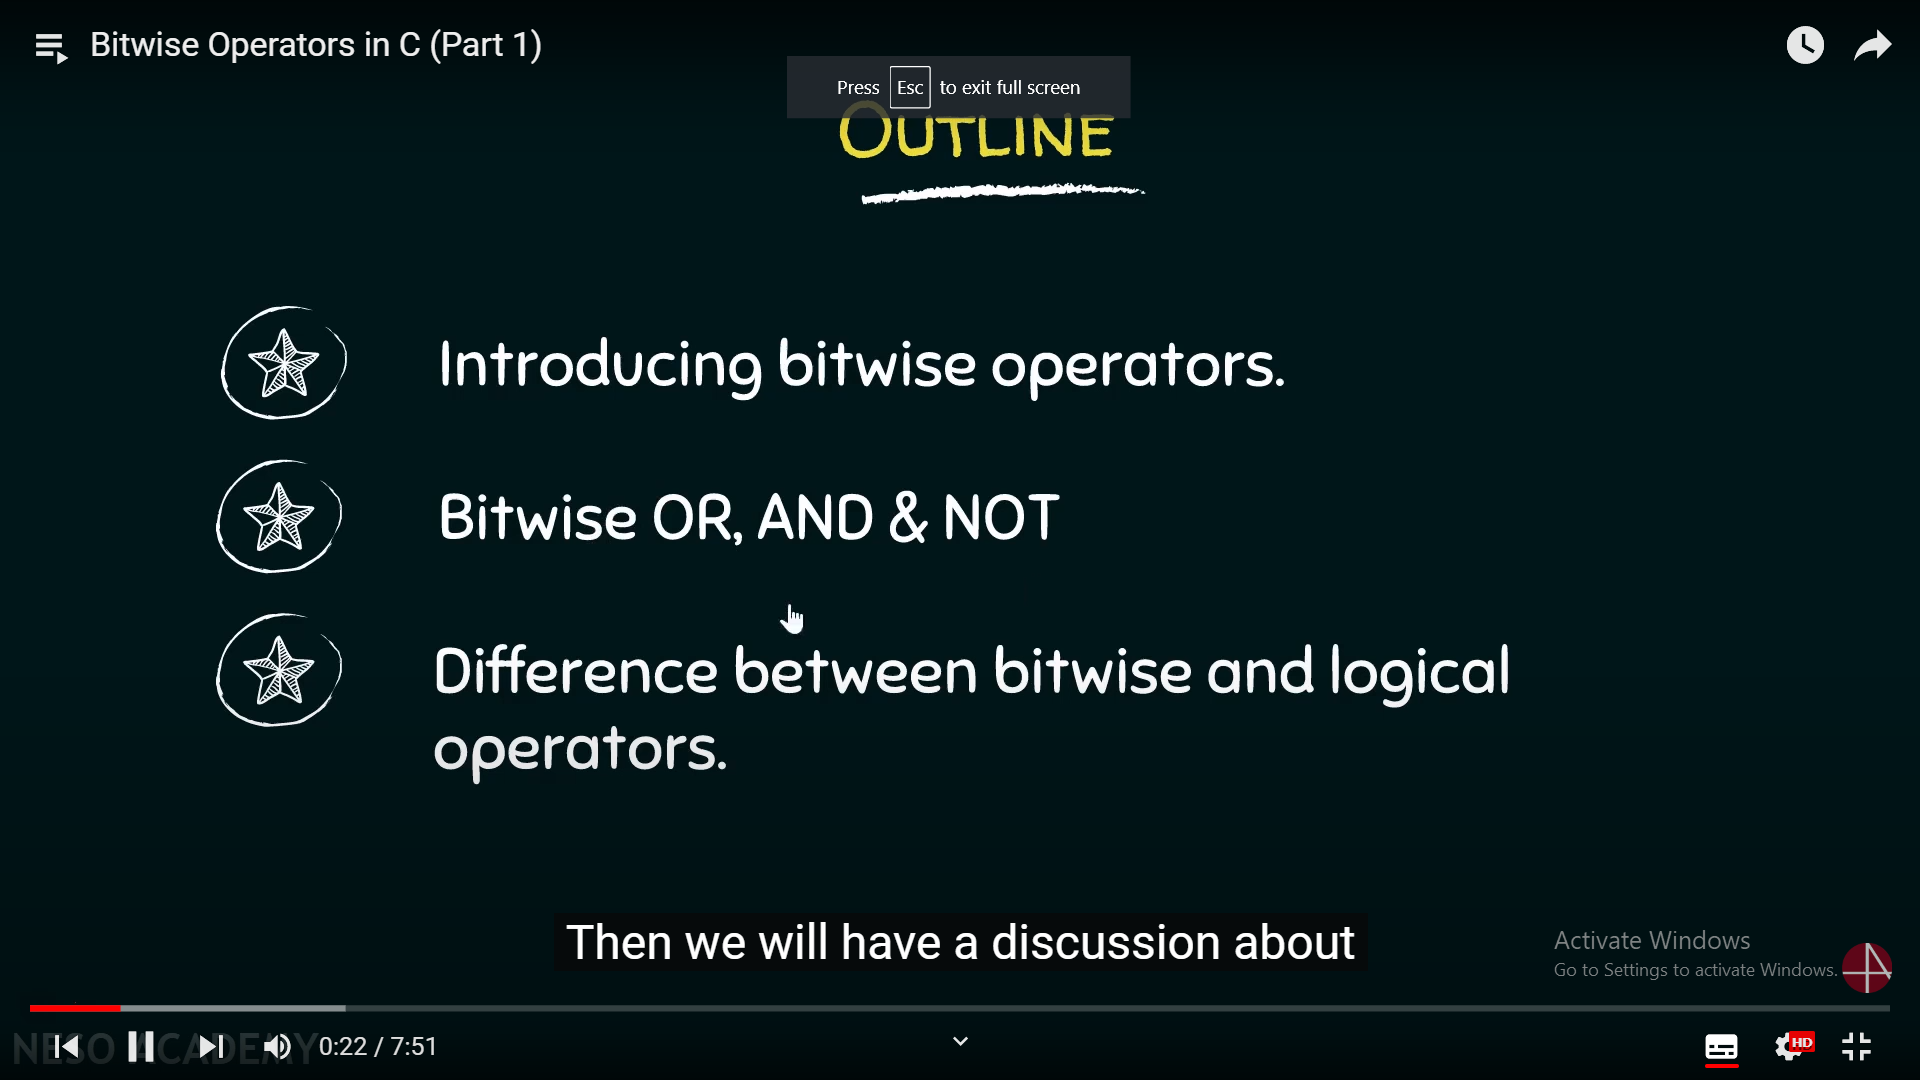 Bitwise Operators in C (Part 1)
Press Esc to exit full screen
OUTLINE
Introducing bitwise operators.
Bitwise OR, AND & NOT
Difference between bitwise and logical
operators.
Then we will have a discussion about
Activate Windows
Go to Settings to activate Windows.
NESO ACADEMY
0:22 / 7:51
HD